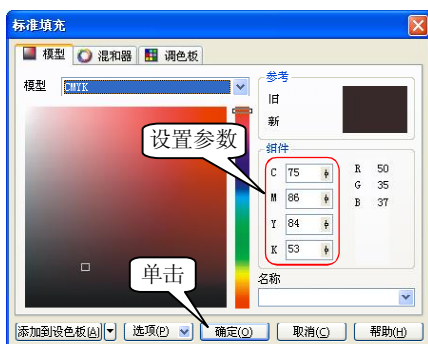 标准填充
模型 混和器 调色板
模型 CMYK
参考
旧
新
设置参数
组件
C 75 R 50
G 35
M 86 B 37
Y 84
K 53
单击
名称
添加到设色板(A) 选项(P) 确定(O) 取消(C) 帮助(H)